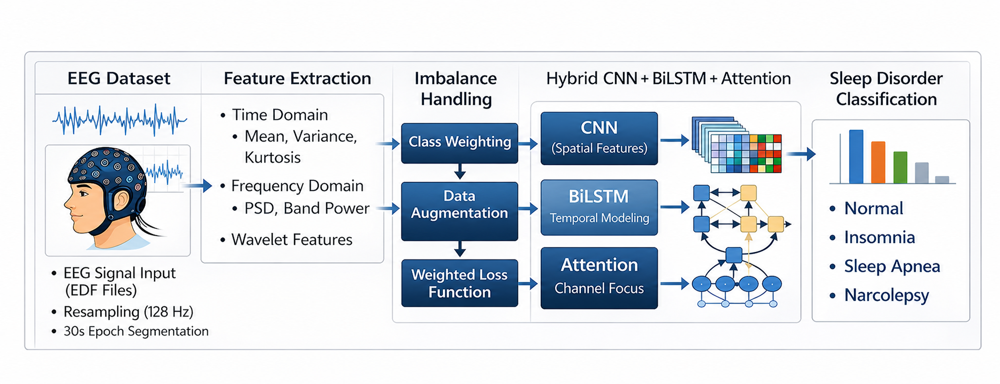 EEG Dataset
• EEG Signal Input
(EDF Files)
• Resampling (128 Hz)
• 30s Epoch Segmentation
Feature Extraction
• Time Domain
• Mean, Variance,
Kurtosis
• Frequency Domain
• PSD, Band Power
• Wavelet Features
Imbalance
Handling
Class Weighting
Data
Augmentation
Weighted Loss
Function
Hybrid CNN + BiLSTM + Attention
CNN
(Spatial Features)
BiLSTM
Temporal Modeling
Attention
Channel Focus
Sleep Disorder
Classification
• Normal
• Insomnia
• Sleep Apnea
• Narcolepsy